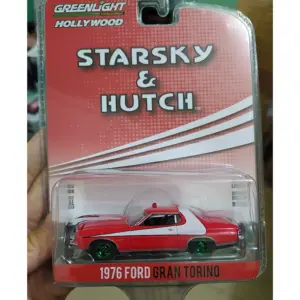 GREENLIGHT
HOLLYWOOD
STARSKY
&
HUTCH
1976 FORD GRAN TORINO